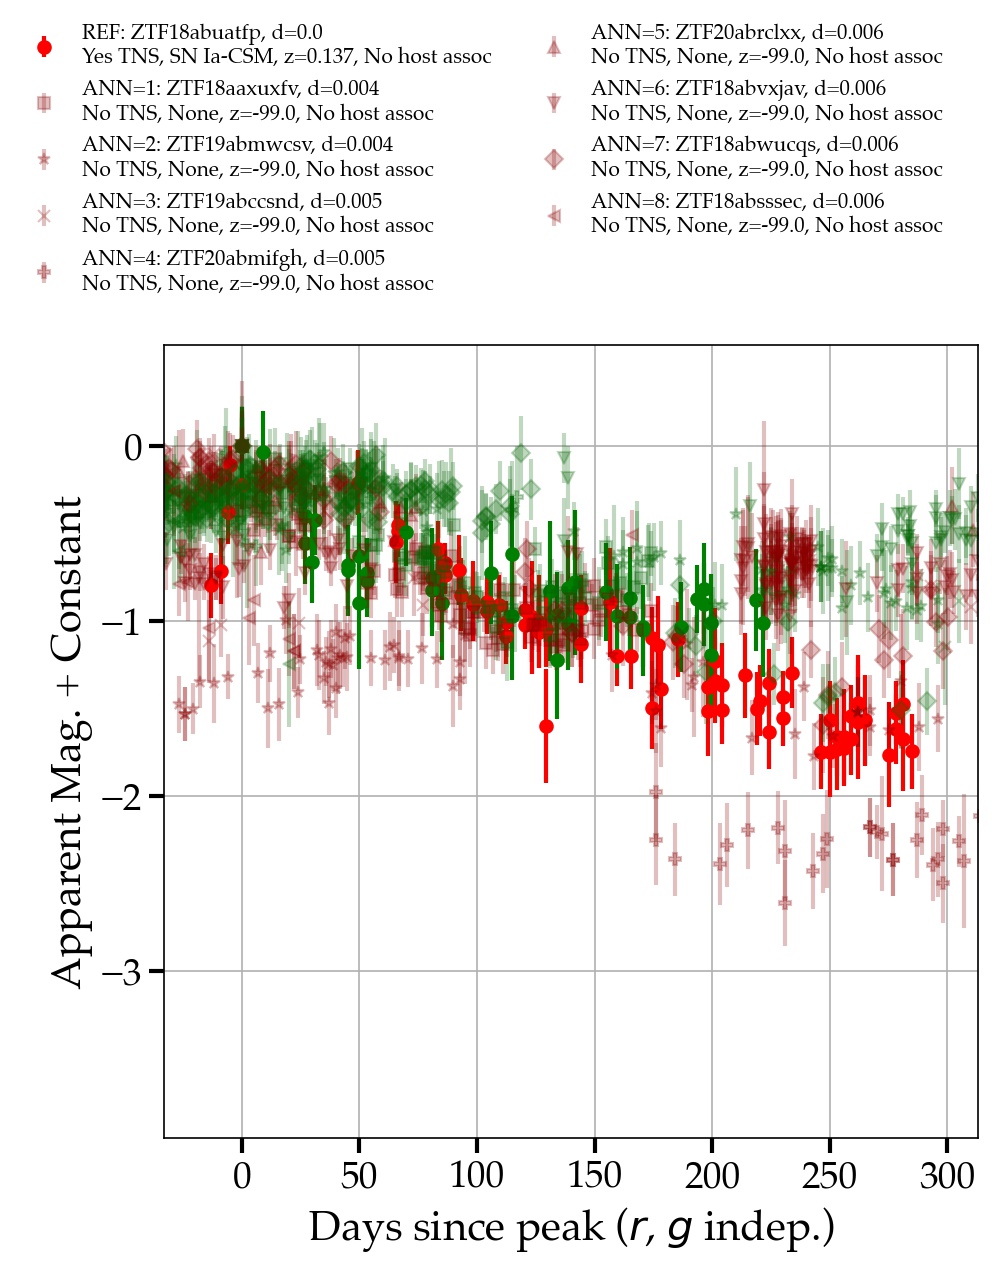 REF: ZTF18abuatfp, d=0.0
Yes TNS, SN Ia-CSM, z=0.137, No host assoc
ANN=1: ZTF18aaxuxfv, d=0.004
No TNS, None, z=-99.0, No host assoc
ANN=2: ZTF19abmwcsv, d=0.004
No TNS, None, z=-99.0, No host assoc
ANN=3: ZTF19abccsnd, d=0.005
No TNS, None, z=-99.0, No host assoc
ANN=4: ZTF20abmifgh, d=0.005
No TNS, None, z=-99.0, No host assoc
ANN=5: ZTF20abrclxx, d=0.006
No TNS, None, z=-99.0, No host assoc
ANN=6: ZTF18abvxjav, d=0.006
No TNS, None, z=-99.0, No host assoc
ANN=7: ZTF18abwucqs, d=0.006
No TNS, None, z=-99.0, No host assoc
ANN=8: ZTF18absssec, d=0.006
No TNS, None, z=-99.0, No host assoc
Apparent Mag. + Constant
0
−1
−2
−3
0 50 100 150 200 250 300
Days since peak (r, g indep.)